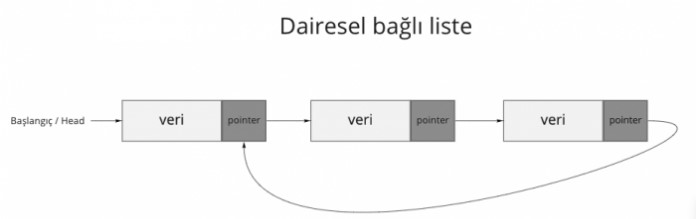 Dairesel bağlı liste
Başlangıç / Head
veri
pointer
veri
pointer
veri
pointer